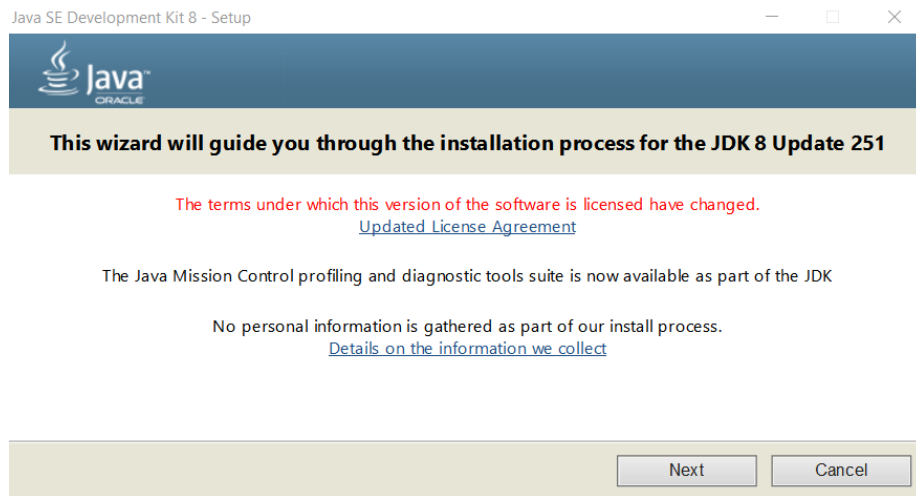 Java SE Development Kit 8 - Setup
Java™
ORACLE
This wizard will guide you through the installation process for the JDK 8 Update 251
The terms under which this version of the software is licensed have changed.
Updated License Agreement
The Java Mission Control profiling and diagnostic tools suite is now available as part of the JDK
No personal information is gathered as part of our install process.
Details on the information we collect
Next Cancel